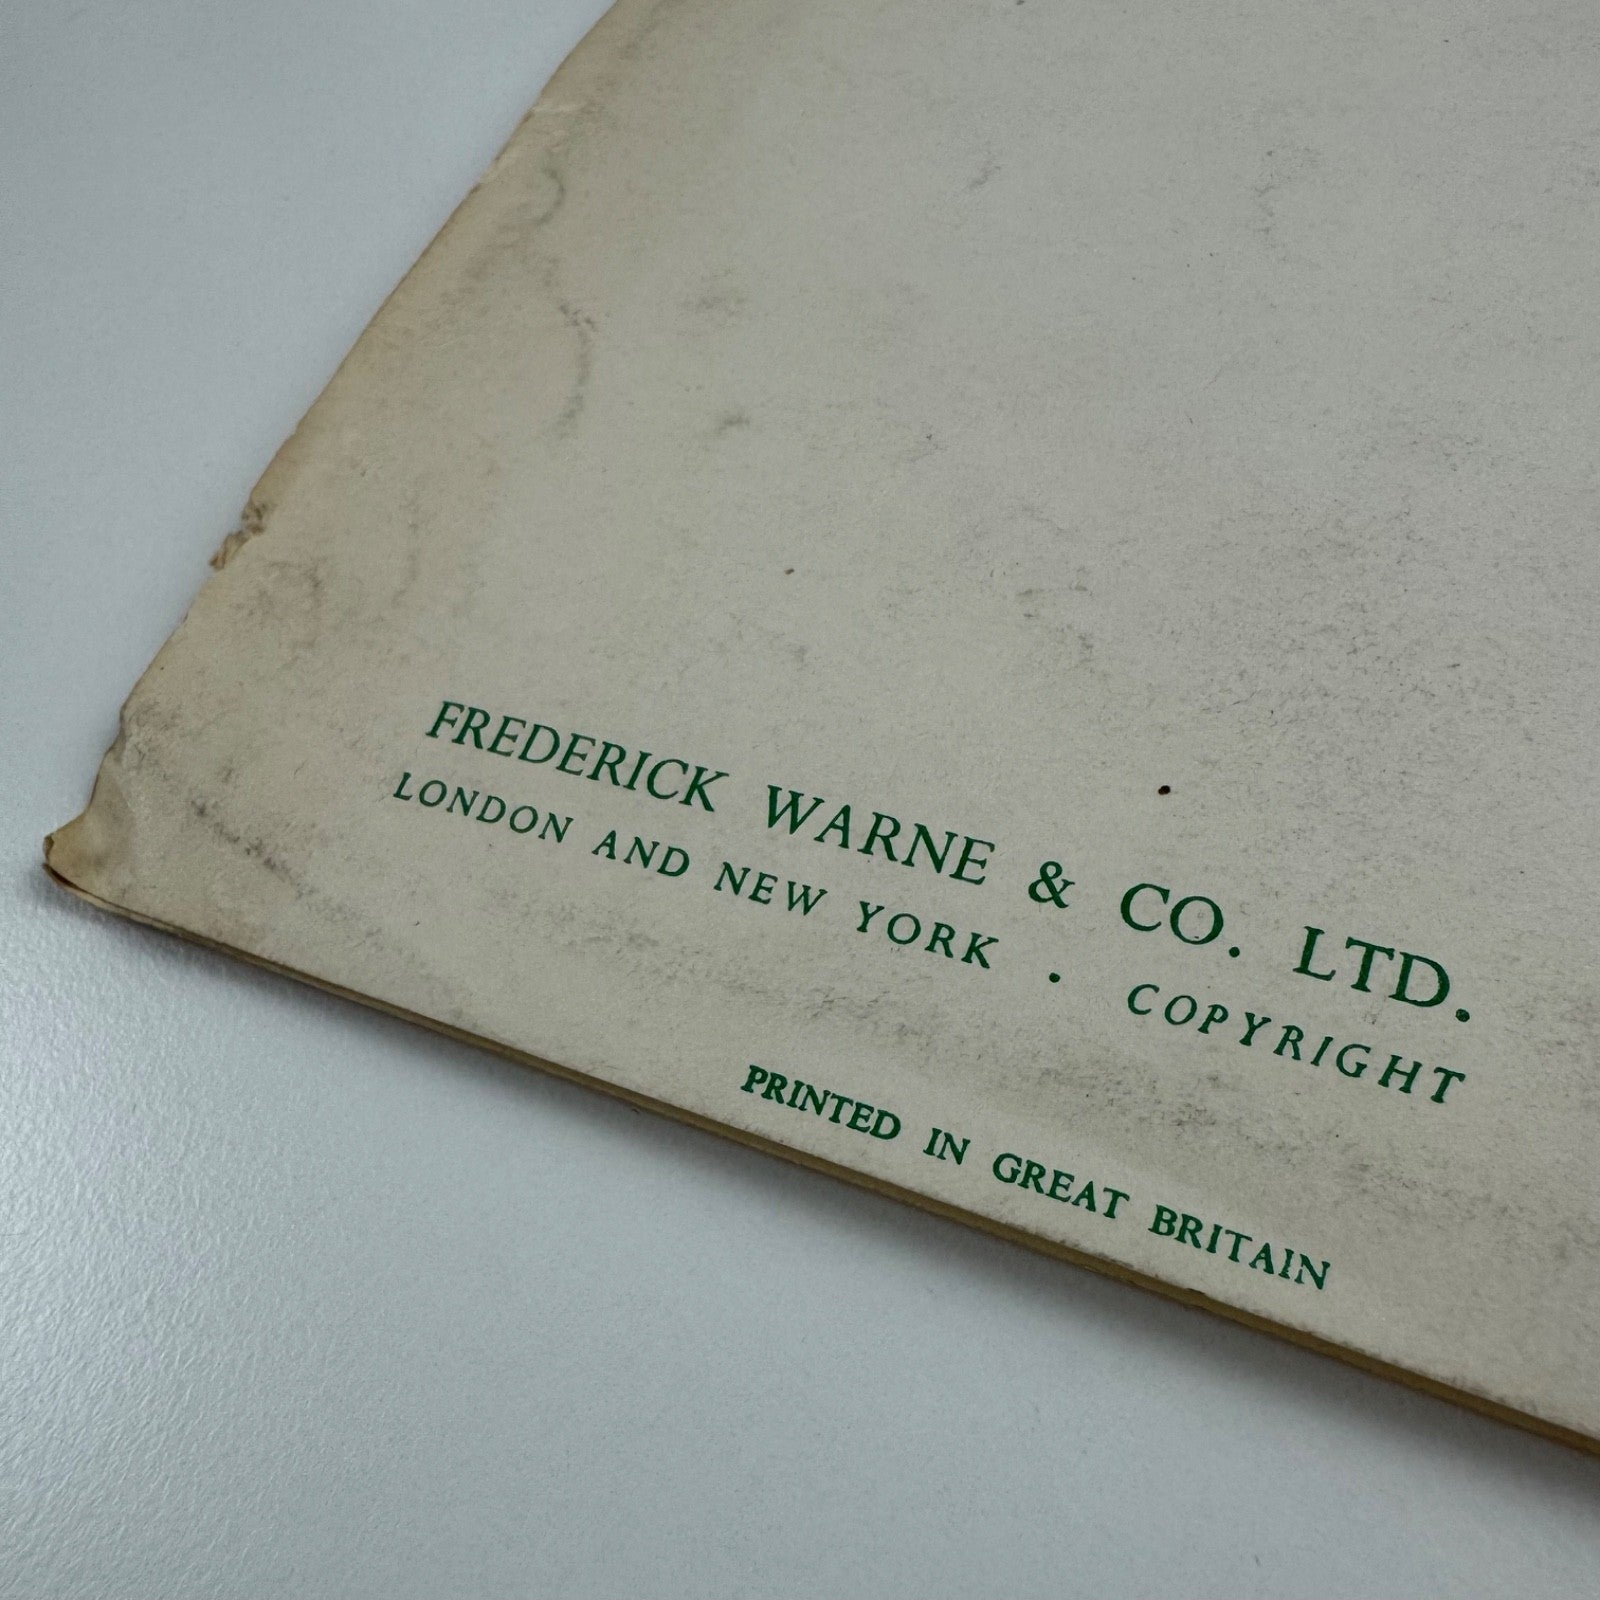 FREDERICK WARNE & CO. LTD.
LONDON AND NEW YORK · COPYRIGHT
PRINTED IN GREAT BRITAIN